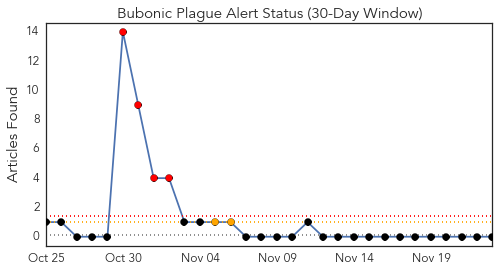 Bubonic Plague Alert Status (30-Day Window)
Articles Found
14
12
10
8
6
4
2
0
Oct 25 Oct 30 Nov 04 Nov 09 Nov 14 Nov 19